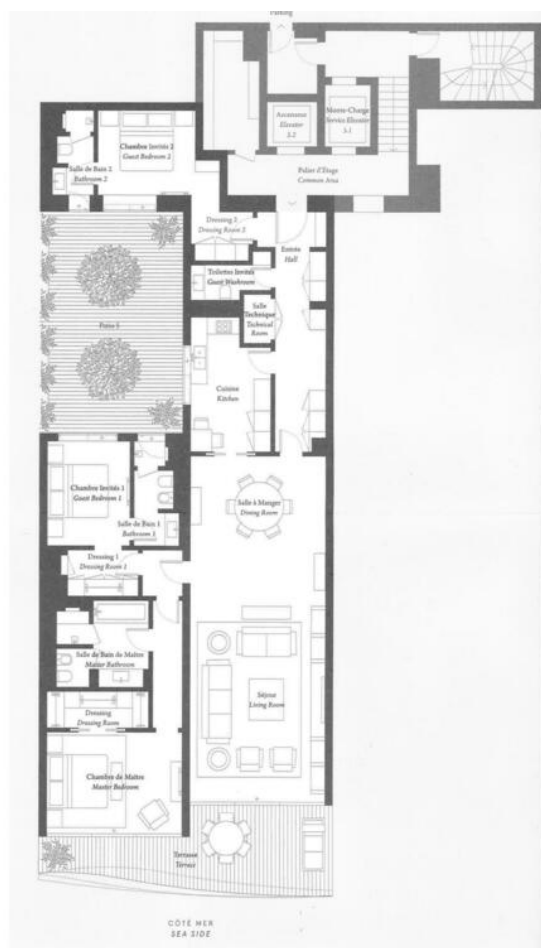 Parking
Ascenseur
Elevator
S.2
Monte-Charge
Service Elevator
S.1
Chambre Invités 2
Guest Bedroom 2
Salle de Bain 2
Bathroom 2
Palier d'Etage
Common Area
Dressing 2
Dressing Room 2
Entrée
Hall
Toilettes Invités
Guest Washroom
Salle
Technique
Technical
Room
Patio 5
Cuisine
Kitchen
Chambre Invités 1
Guest Bedroom 1
Salle à Manger
Dining Room
Salle de Bain 1
Bathroom 1
Dressing 1
Dressing Room 1
Salle de Bain de Maître
Master Bathroom
Séjour
Living Room
Dressing
Dressing Room
Chambre de Maître
Master Bedroom
Terrasse
Terrace
CÔTÉ MER
SEA SIDE